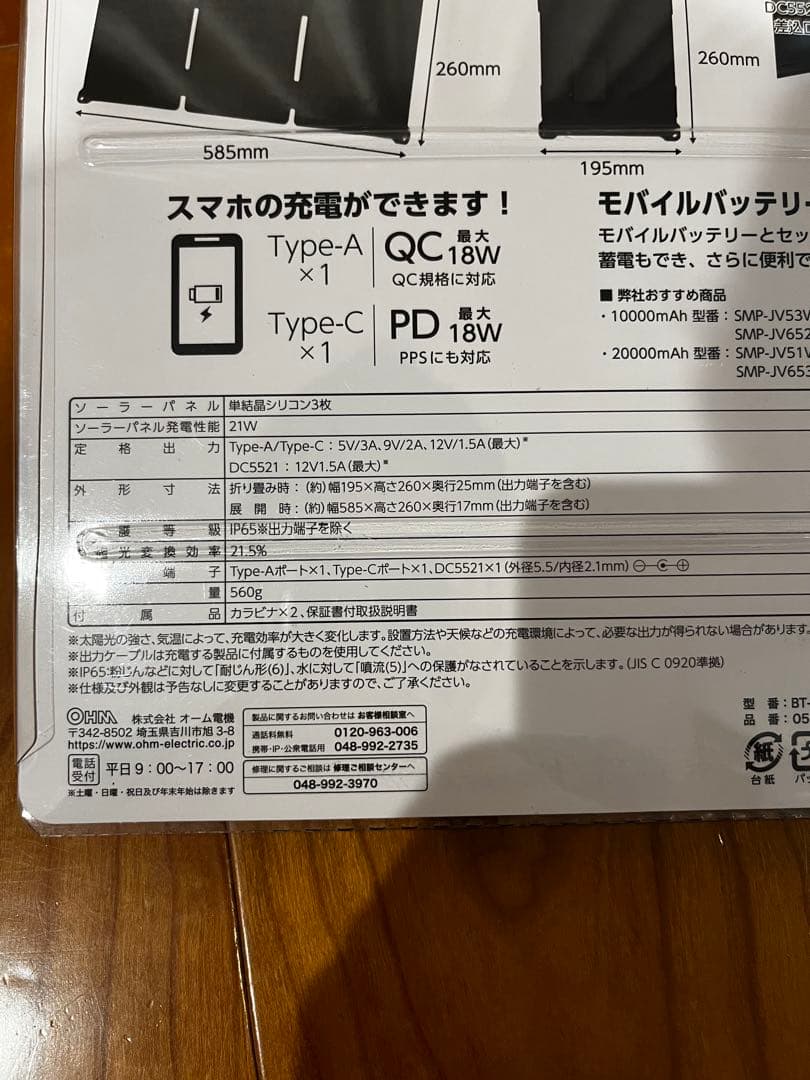 DC552
差込
260mm
260mm
585mm
195mm
スマホの充電ができます！
Type-A ×1
QC 最大 18W
QC規格に対応
Type-C ×1
PD 最大 18W
PPSにも対応
モバイルバッテリー
モバイルバッテリーとセッ
蓄電もでき、さらに便利で
■ 弊社おすすめ商品
・10000mAh 型番：SMP-JV53
SMP-JV652
・20000mAh 型番：SMP-JV51
SMP-JV653
ソーラーパネル 単結晶シリコン3枚
ソーラーパネル発電性能 21W
定格出力 Type-A/Type-C：5V/3A、9V/2A、12V/1.5A（最大）※
DC5521：12V1.5A（最大）※
外形寸法 折り畳み時：（約）幅195×高さ260×奥行25mm（出力端子を含む）
展開時：（約）幅585×高さ260×奥行17mm（出力端子を含む）
護等級 IP65※出力端子を除く
光変換効率 21.5%
端子 Type-Aポート×1、Type-Cポート×1、DC5521×1（外径5.5/内径2.1mm）
量 560g
付属品 カラビナ×2、保証書付取扱説明書
※太陽光の強さ、気温によって、充電効率が大きく変化します。設置方法や天候などの充電環境によって、必要な出力が得られない場合があります。
※出力ケーブルは充電する製品に付属するものを使用してください。
※IP65:粉じんなどに対して「耐じん形(6)」、水に対して「噴流(5)」への保護がなされていることを示します。（JIS C 0920準拠）
※仕様及び外観は予告なしに変更することがありますので、ご了承ください。
OHM 株式会社 オーム電機
〒342-8502 埼玉県吉川市旭 3-8
https://www.ohm-electric.co.jp
電話受付 平日9：00〜17：00
※土曜・日曜・祝日及び年末年始は除きます
製品に関するお問い合わせは お客様相談室へ
通話料無料 0120-963-006
携帯・IP・公衆電話用 048-992-2735
修理に関するご相談は 修理ご相談センターへ
048-992-3970
型番：BT-
品番：05
紙
台紙
パッ